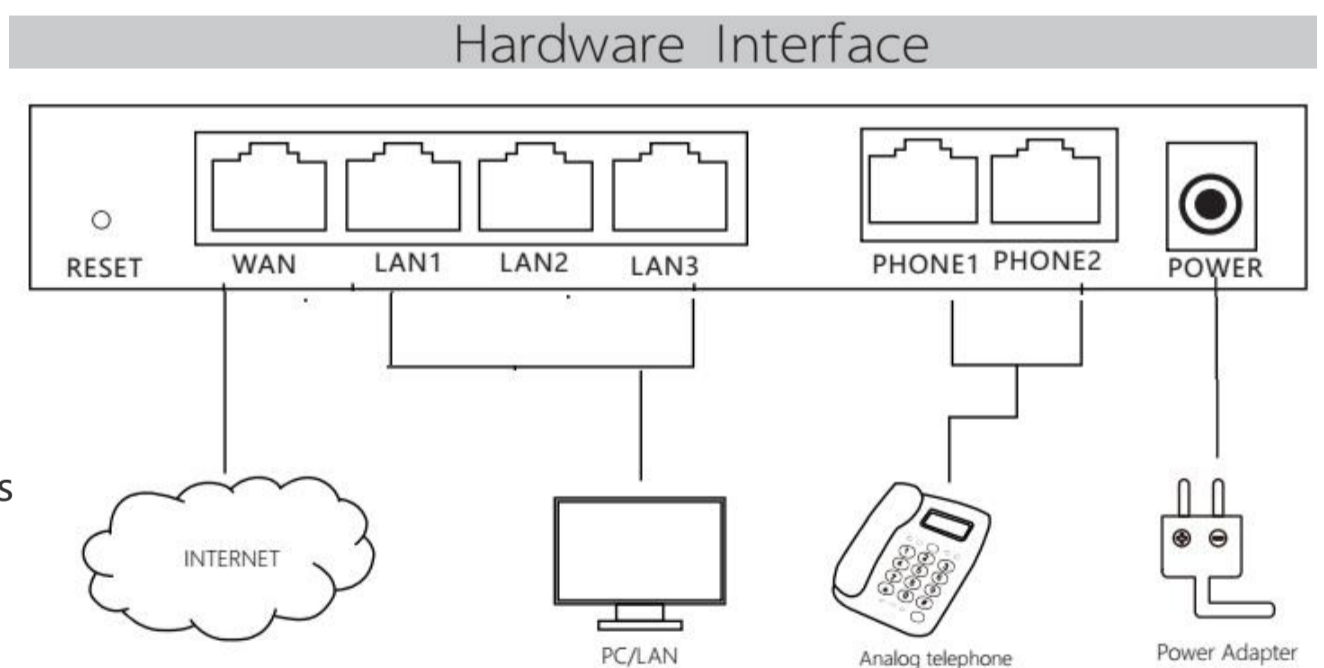 Hardware Interface
RESET
WAN
LAN1
LAN2
LAN3
PHONE1
PHONE2
POWER
s
INTERNET
PC/LAN
Analog telephone
Power Adapter